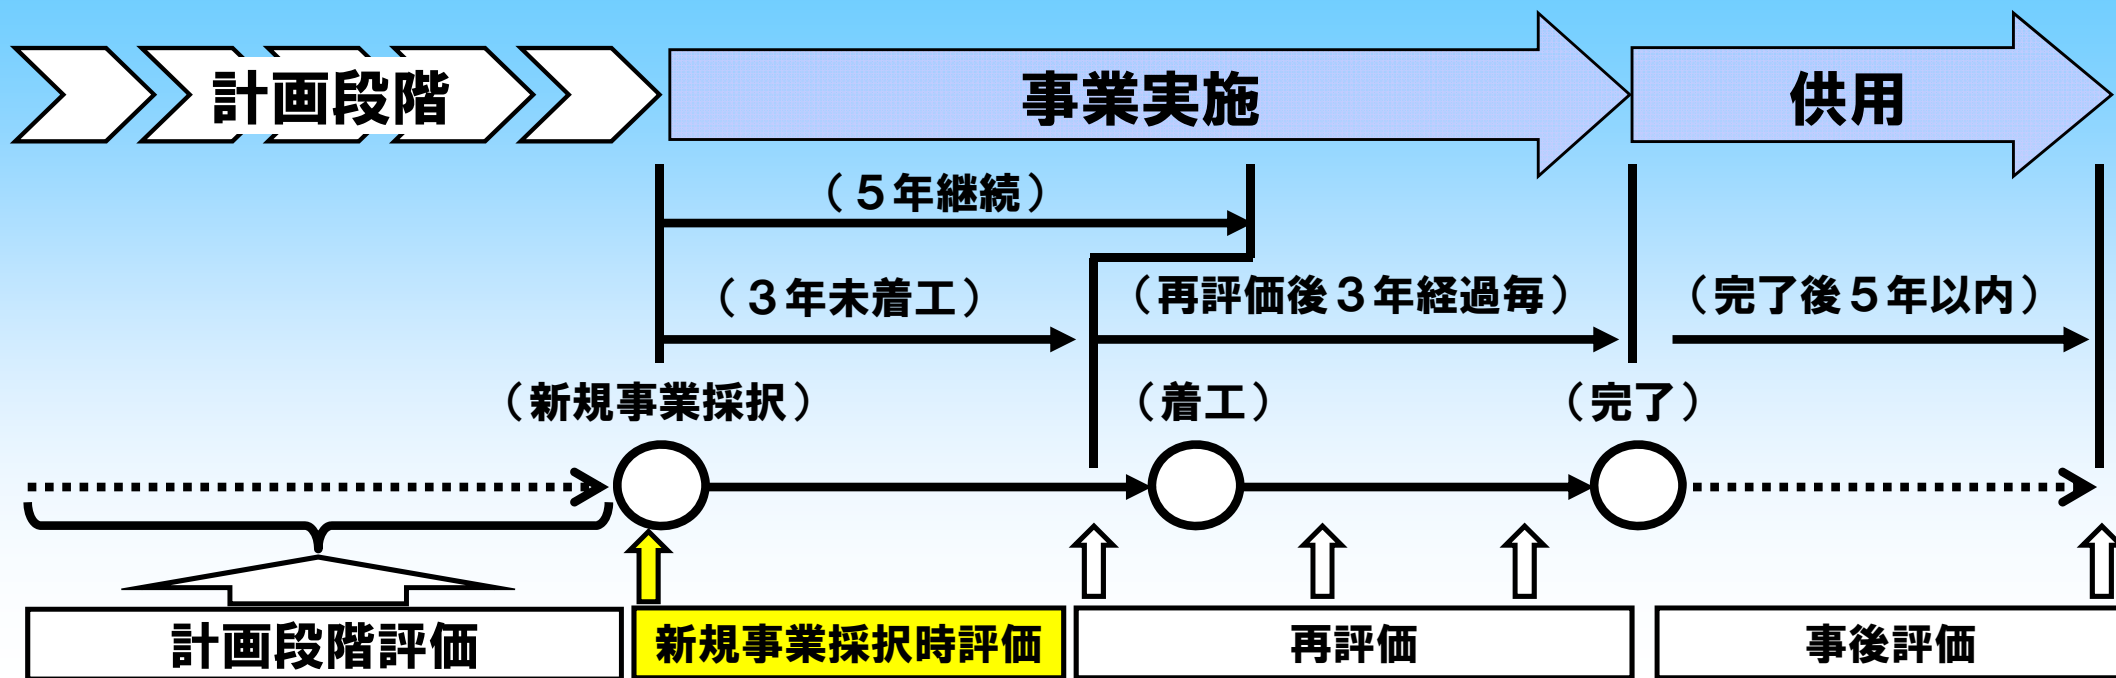 計画段階
事業実施
供用
（５年継続）
（３年未着工）
（再評価後３年経過毎）
（完了後５年以内）
（新規事業採択）
（着工）
（完了）
計画段階評価
新規事業採択時評価
再評価
事後評価